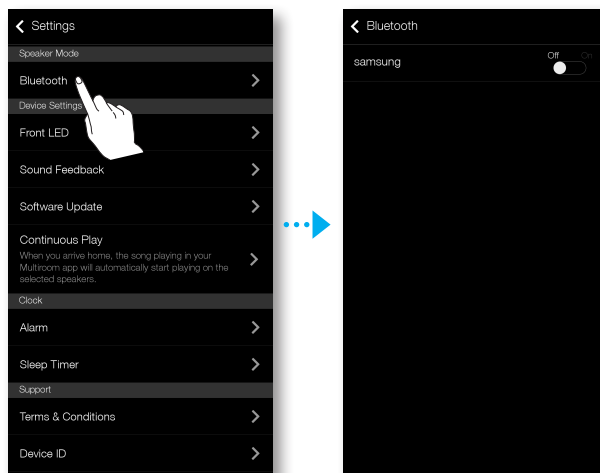 Settings
Speaker Mode
Bluetooth
Device Settings
Front LED
Sound Feedback
Software Update
Continuous Play
When you arrive home, the song playing in your
Multiroom app will automatically start playing on the
selected speakers.
Clock
Alarm
Sleep Timer
Support
Terms & Conditions
Device ID
Bluetooth
samsung
Off On